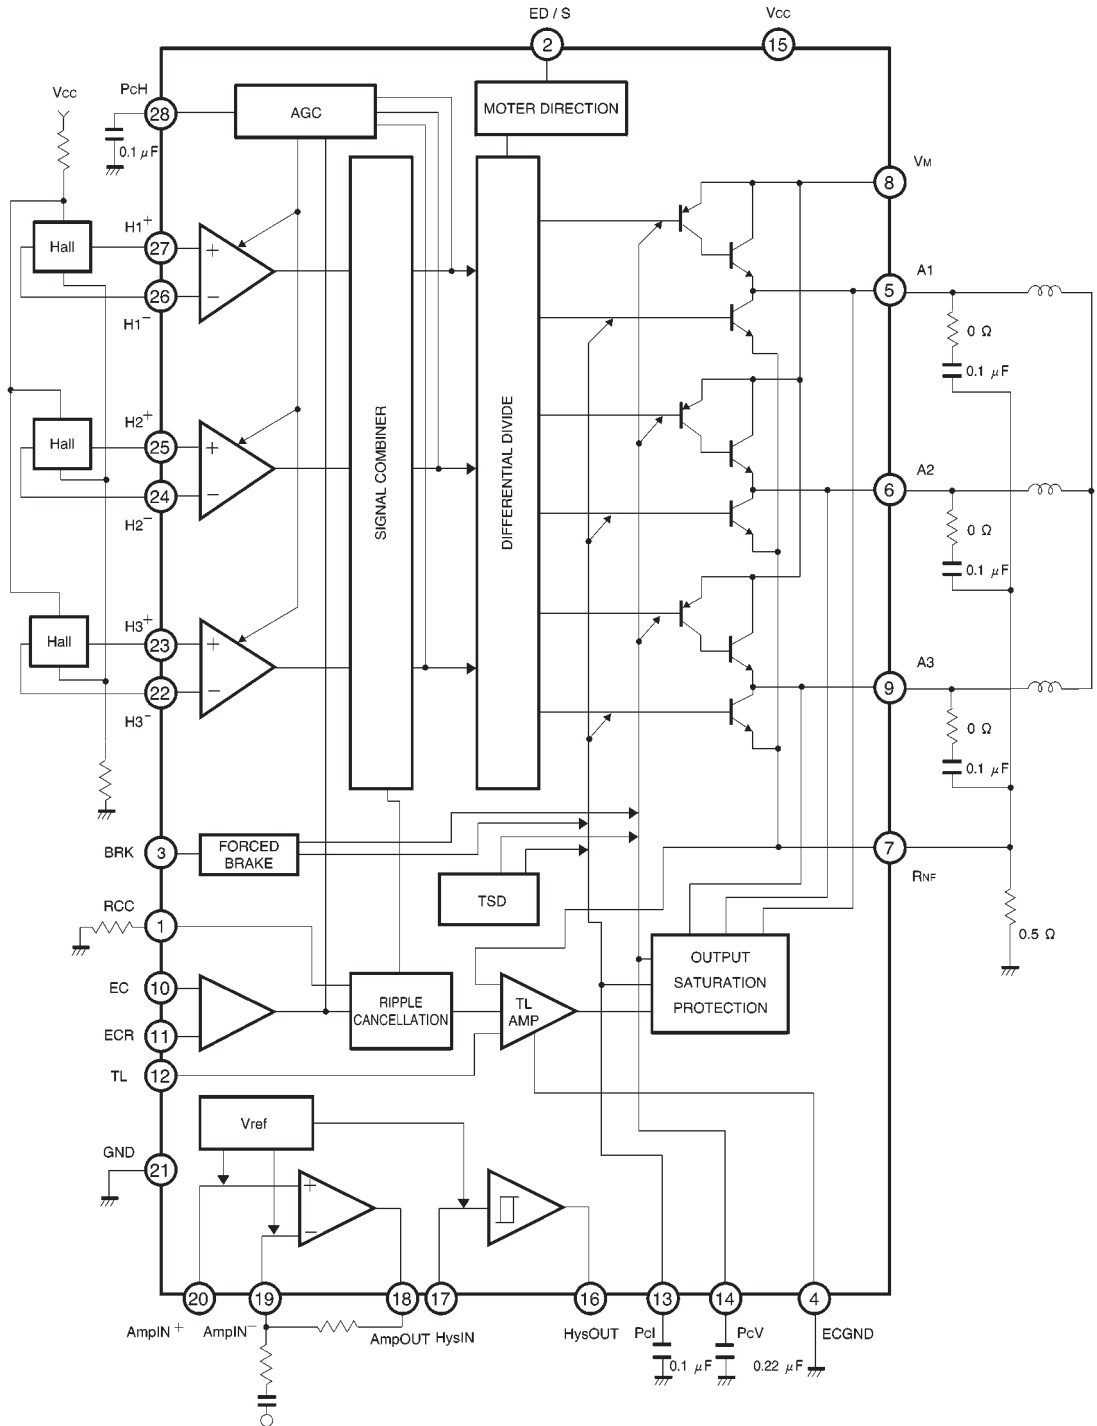 ED / S
Vcc
2
15
PcH
Vcc
28
AGC
MOTER DIRECTION
0.1 μF
VM
8
H1+
Hall
27
+
26
−
H1−
A1
5
0 Ω
0.1 μF
SIGNAL COMBINER
DIFFERENTIAL DIVIDE
H2+
Hall
25
+
24
−
H2−
A2
6
0 Ω
0.1 μF
H3+
Hall
23
+
22
−
H3−
A3
9
0 Ω
0.1 μF
BRK
3
FORCED
BRAKE
7
RNF
TSD
RCC
1
0.5 Ω
OUTPUT
SATURATION
PROTECTION
EC
10
RIPPLE
CANCELLATION
TL
AMP
ECR
11
TL
12
Vref
GND
21
+
−
20
19
18
17
16
13
14
4
AmpIN+
AmpIN−
AmpOUT
HysIN
HysOUT
PcI
PcV
ECGND
0.1 μF
0.22 μF